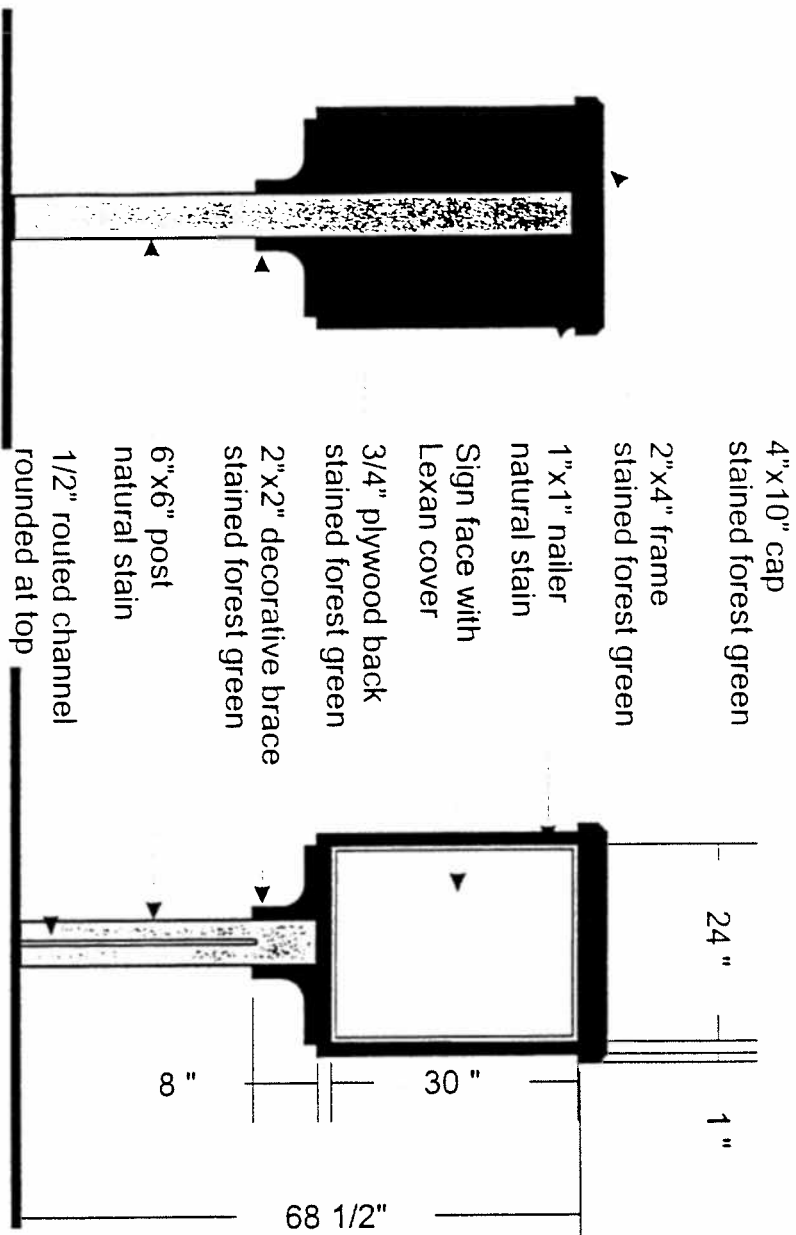 4"x10" cap
stained forest green
2"x4" frame
stained forest green
1"x1" nailer
natural stain
Sign face with
Lexan cover
3/4" plywood back
stained forest green
2"x2" decorative brace
stained forest green
6"x6" post
natural stain
1/2" routed channel
rounded at top
24 "
1 "
30 "
8 "
68 1/2"